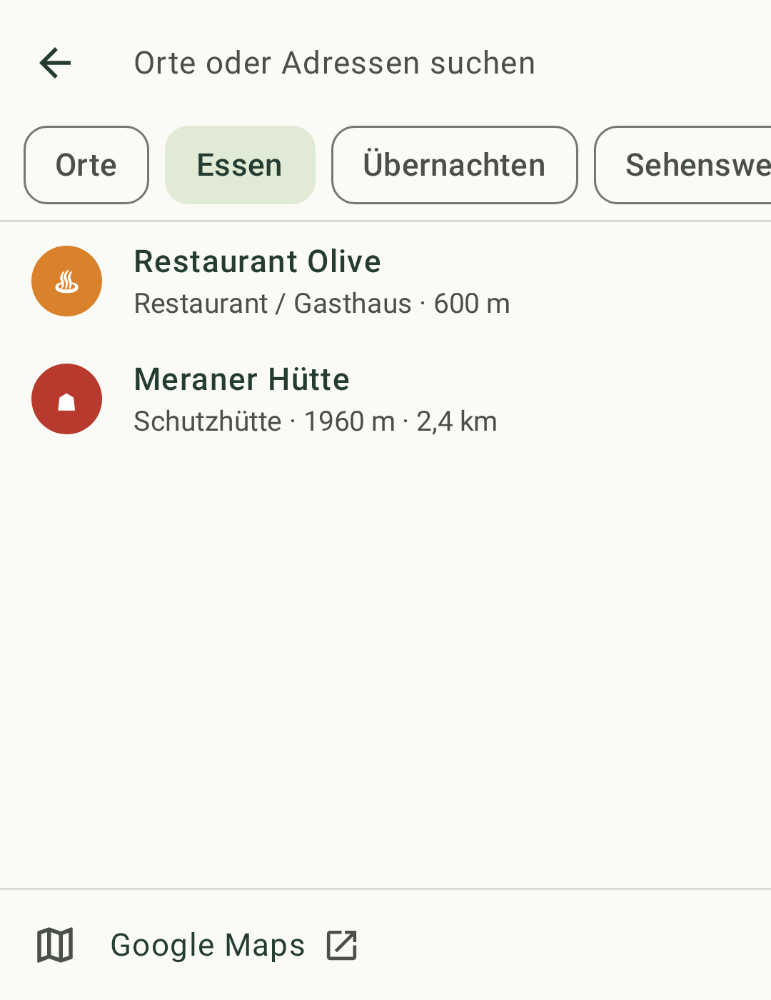 Orte oder Adressen suchen
Orte
Essen
Übernachten
Sehenswe
Restaurant Olive
Restaurant / Gasthaus · 600 m
Meraner Hütte
Schutzhütte · 1960 m · 2,4 km
Google Maps